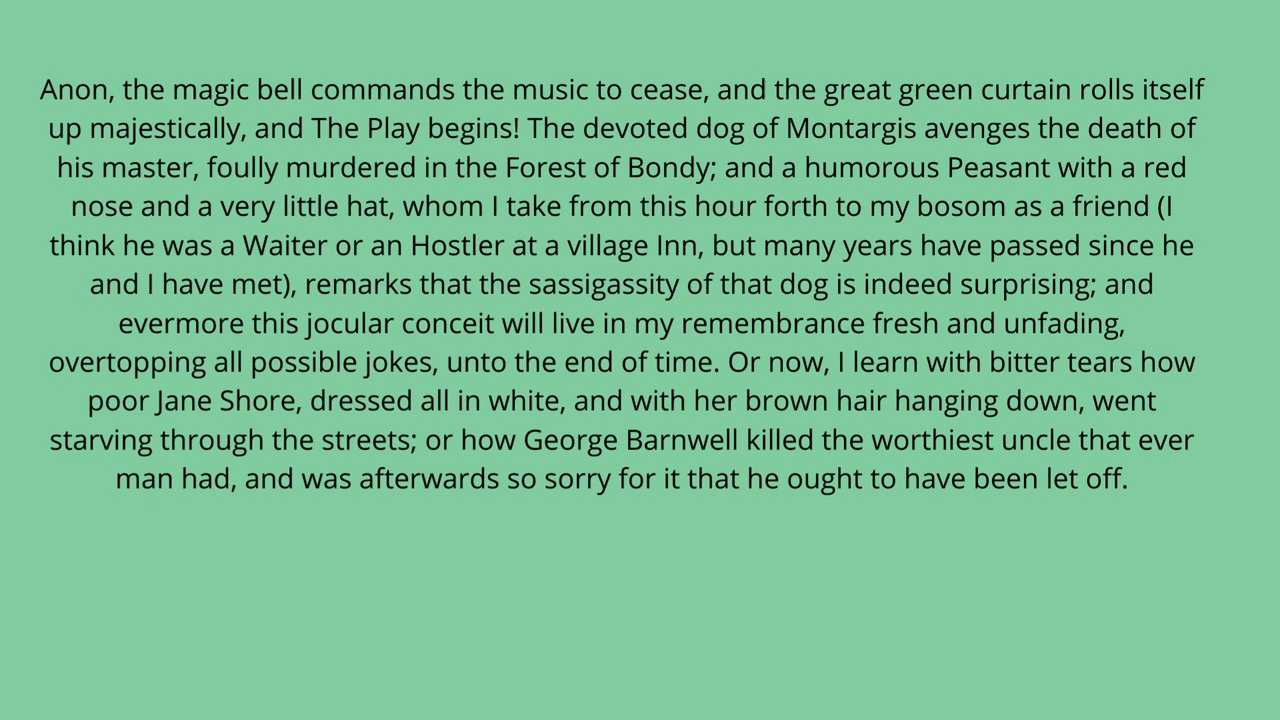 Anon, the magic bell commands the music to cease, and the great green curtain rolls itself
up majestically, and The Play begins! The devoted dog of Montargis avenges the death of
his master, foully murdered in the Forest of Bondy; and a humorous Peasant with a red
nose and a very little hat, whom I take from this hour forth to my bosom as a friend (I
think he was a Waiter or an Hostler at a village Inn, but many years have passed since he
and I have met), remarks that the sassigassity of that dog is indeed surprising; and
evermore this jocular conceit will live in my remembrance fresh and unfading,
overtopping all possible jokes, unto the end of time. Or now, I learn with bitter tears how
poor Jane Shore, dressed all in white, and with her brown hair hanging down, went
starving through the streets; or how George Barnwell killed the worthiest uncle that ever
man had, and was afterwards so sorry for it that he ought to have been let off.